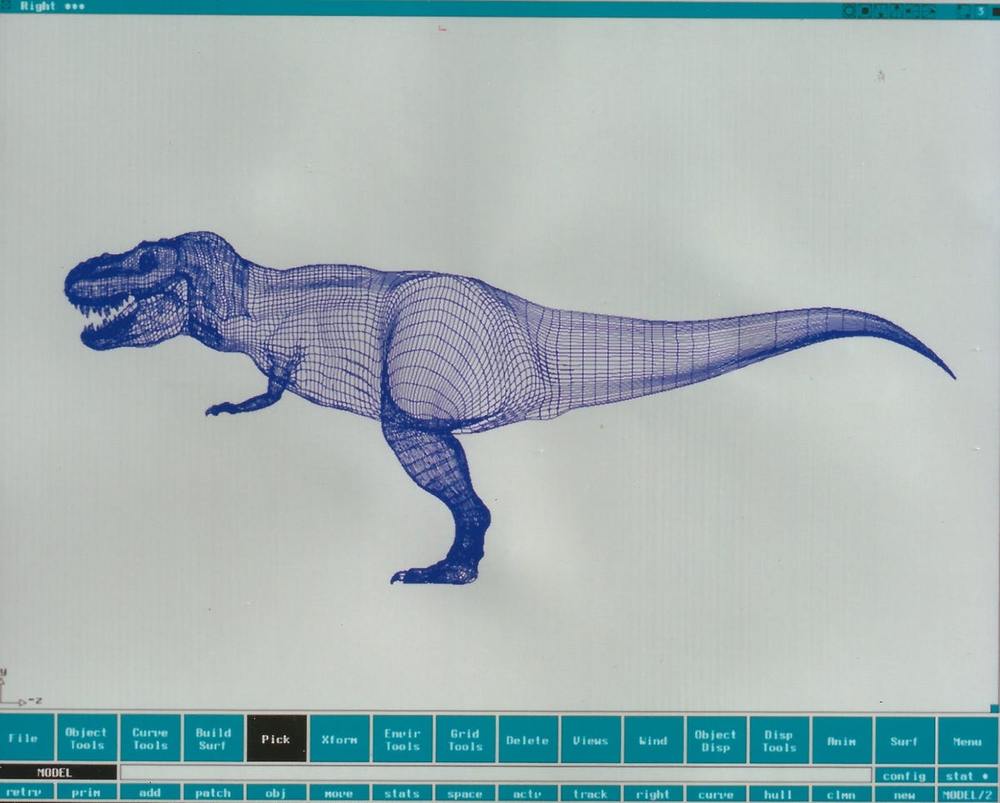 Right ***
3
y
-z
File Object Tools Curve Tools Build Surf Pick Xform Envir Tools Grid Tools Delete Views Wind Object Disp Disp Tools Anim Surf Menu
MODEL config stat *
retrv prim add patch obj move stats space actv track right curve hull clmn new MODEL/2